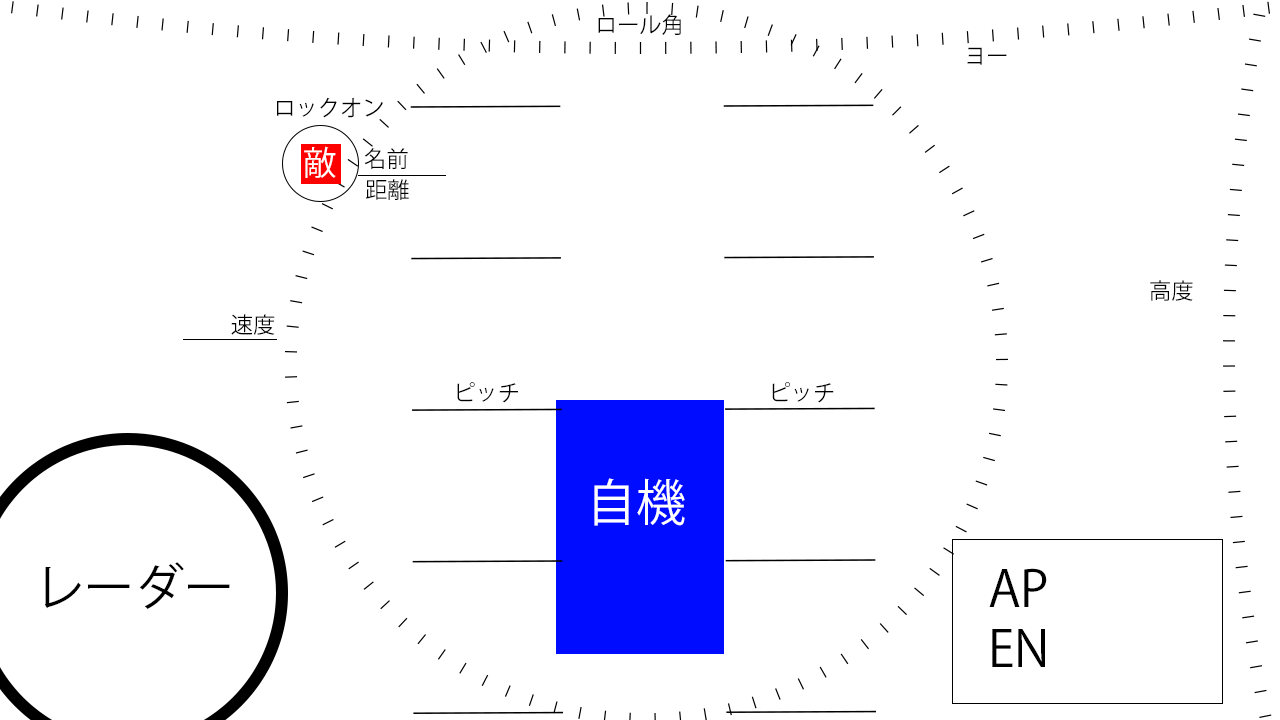 ロール角
ヨー
ロックオン
敵
名前
距離
高度
速度
ピッチ
ピッチ
自機
レーダー
AP
EN